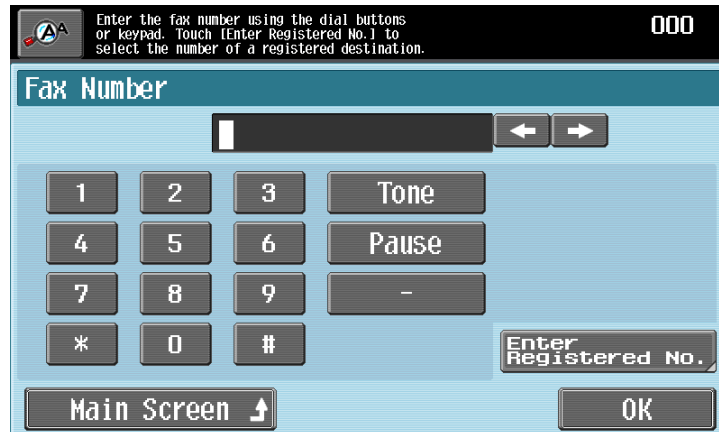 Enter the fax number using the dial buttons
or keypad. Touch [Enter Registered No.] to
select the number of a registered destination.
000
Fax Number
1 2 3 Tone
4 5 6 Pause
7 8 9 -
* 0 #
Enter
Registered No.
Main Screen OK